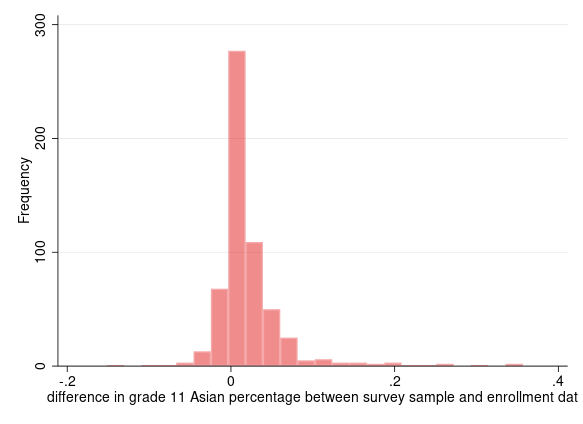 300
200
100
0
Frequency
-.2 0 .2 .4
difference in grade 11 Asian percentage between survey sample and enrollment dat